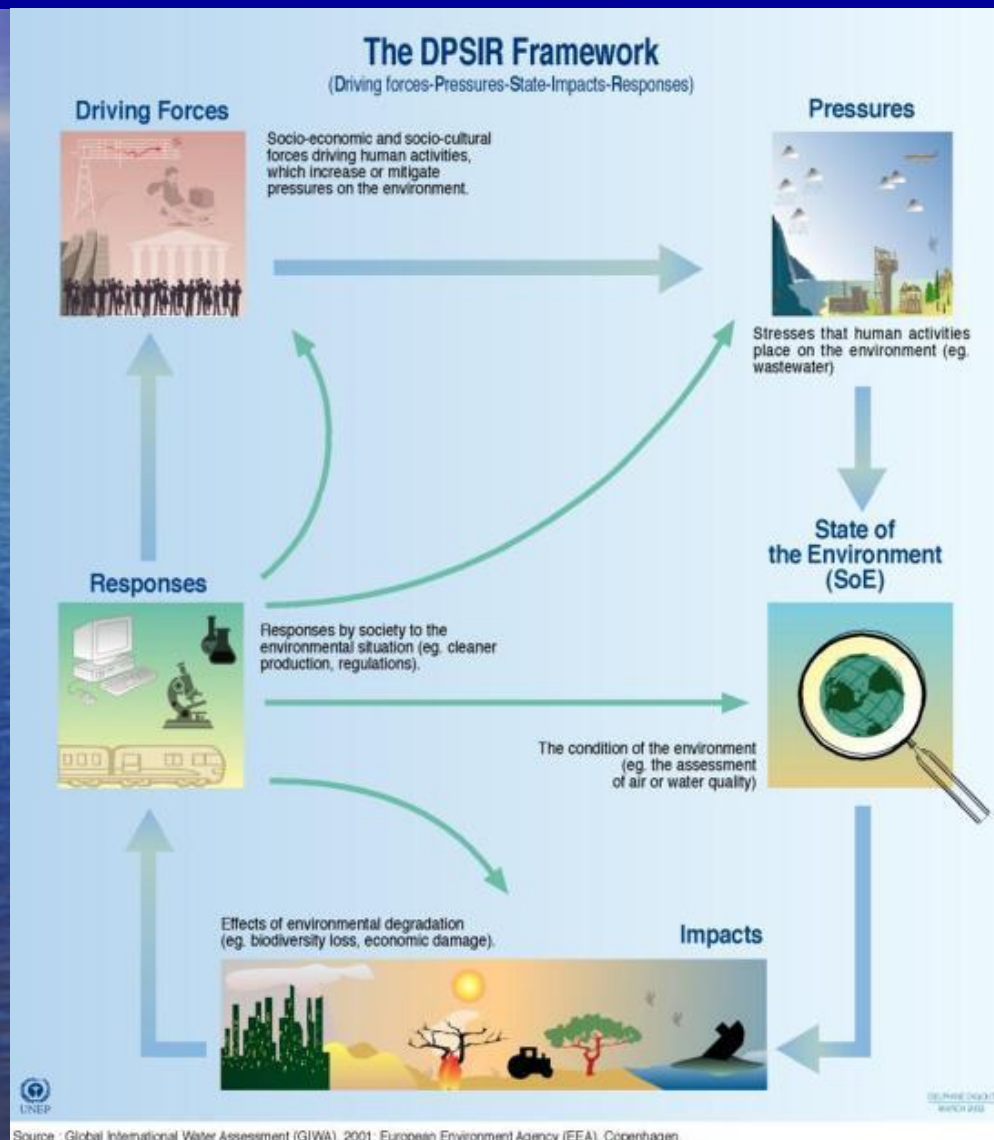 The DPSIR Framework
(Driving forces-Pressures-State-Impacts-Responses)
Driving Forces
Socio-economic and socio-cultural
forces driving human activities,
which increase or mitigate
pressures on the environment.
Pressures
Stresses that human activities
place on the environment (eg.
wastewater)
State of
the Environment
(SoE)
Responses
Responses by society to the
environmental situation (eg. cleaner
production, regulations).
The condition of the environment
(eg. the assessment
of air or water quality)
Effects of environmental degradation
(eg. biodiversity loss, economic damage).
Impacts
UNEP
MARCH 2002
Source : Global International Water Assessment (GIWA), 2001; European Environment Agency (EEA), Copenhagen.